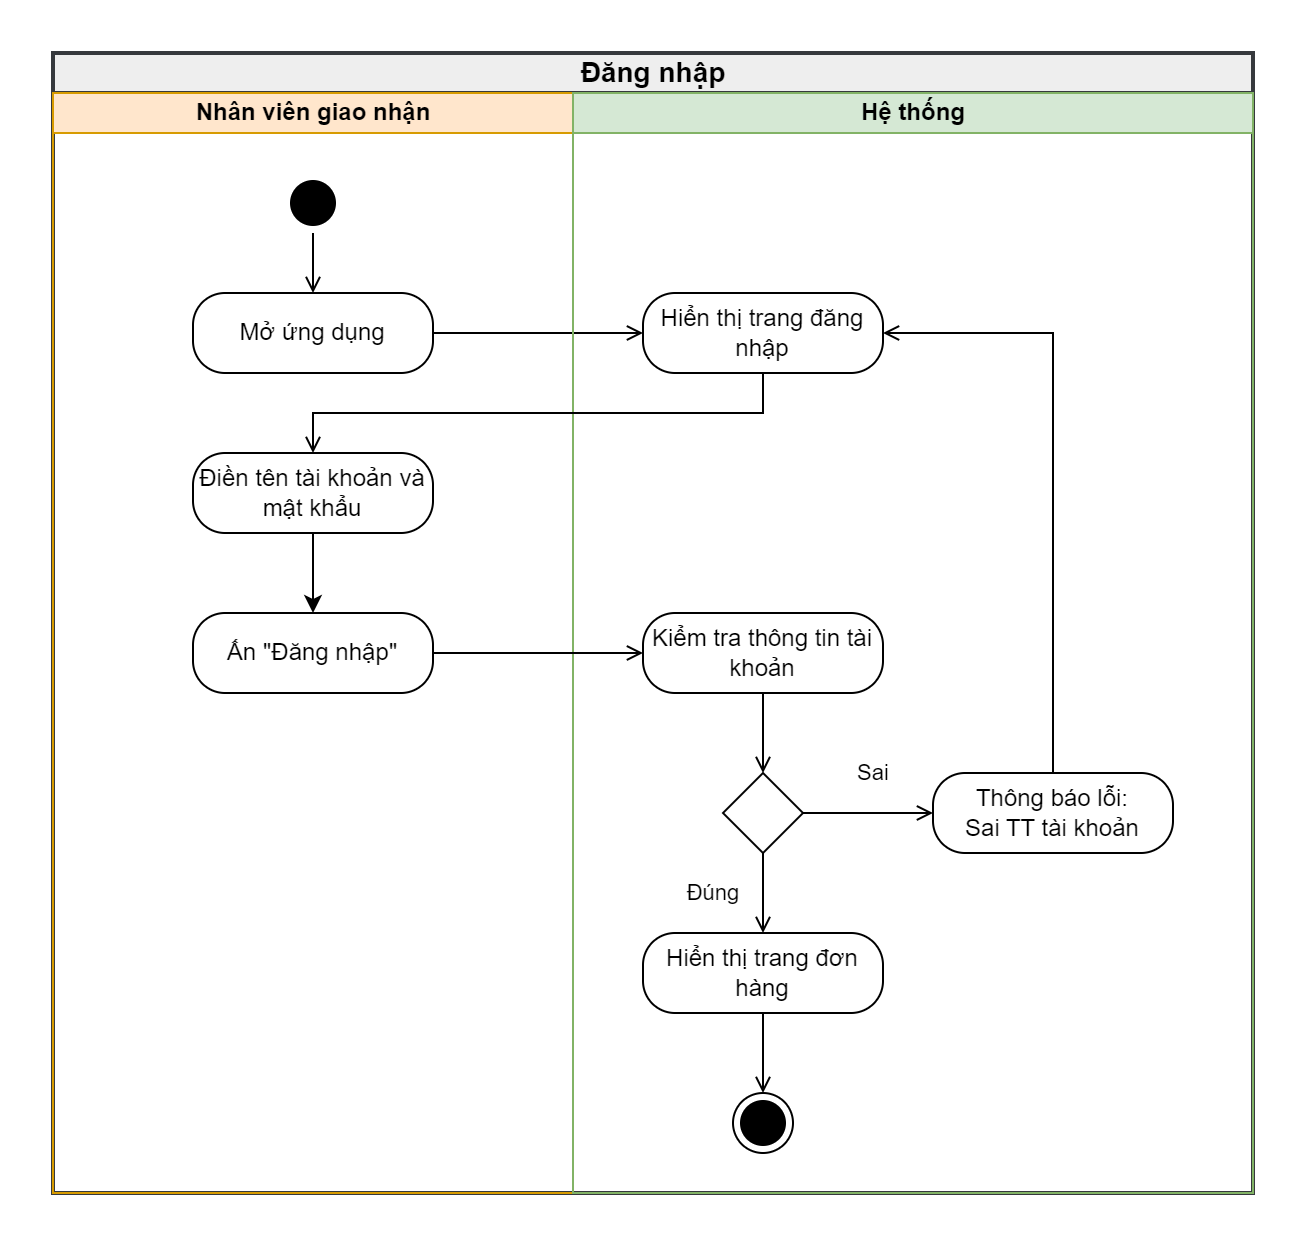 Đăng nhập
Nhân viên giao nhận
Hệ thống
Mở ứng dụng
Hiển thị trang đăng
nhập
Điền tên tài khoản và
mật khẩu
Ấn "Đăng nhập"
Kiểm tra thông tin tài
khoản
Sai
Thông báo lỗi:
Sai TT tài khoản
Đúng
Hiển thị trang đơn
hàng